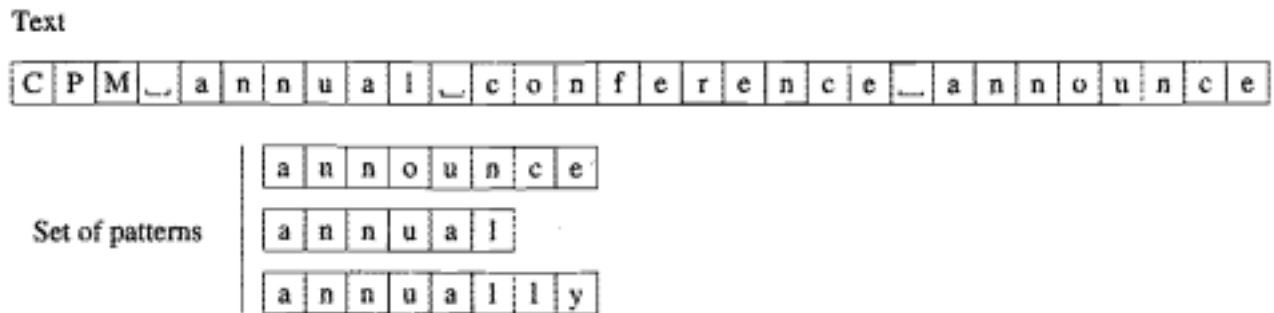 Text
CPM␣annual␣conference␣announce
announce
Set of patterns annual
annually